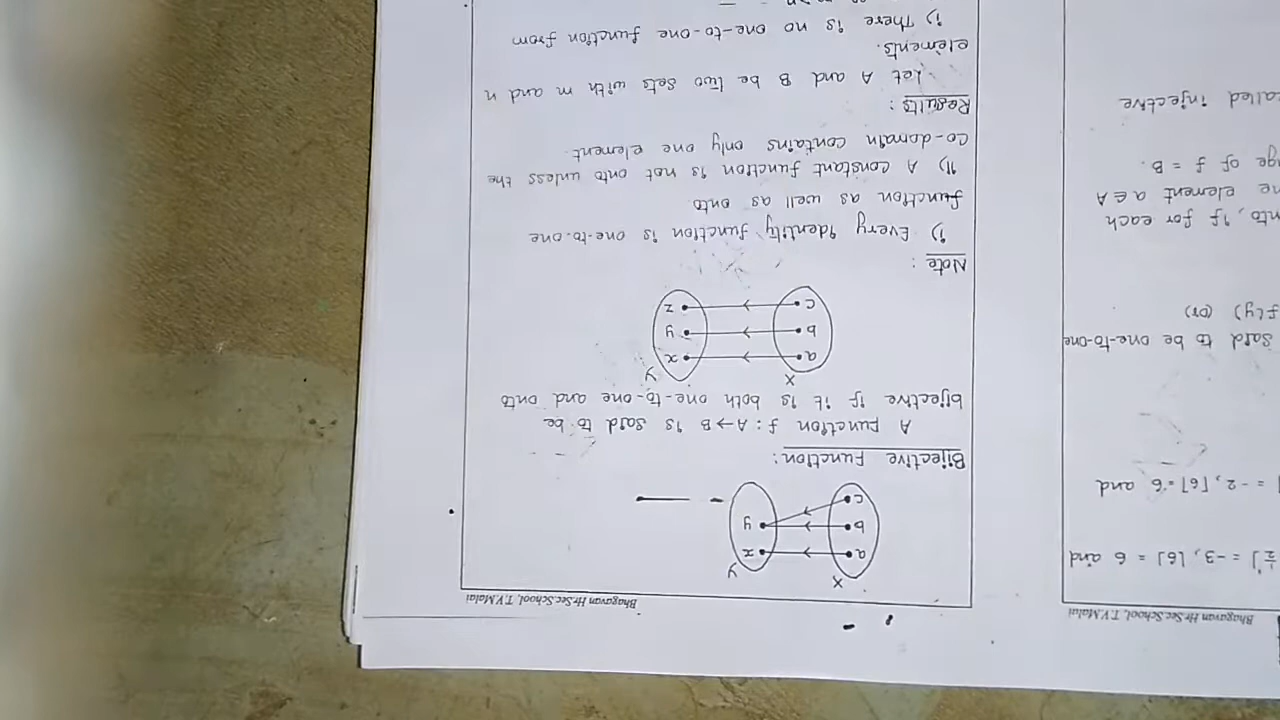 Bhagavan Hr.Sec.School, T.V.Malai
X Y
a x
b y
c
Bijective Function:
A function f : A → B is said to be
bijective if it is both one-to-one and onto
X Y
a x
b y
c z
Note :
i) Every identity function is one-to-one
function as well as onto.
ii) A constant function is not onto unless the
co-domain contains only one element.
Results :
Let A and B be two sets with m and n
elements.
i) There is no one-to-one function from
Bhagavan Hr.Sec.School, T.V.Malai
= -3, ⌈6⌉ = 6 and
= -2, ⌈6⌉ = 6 and
said to be one-to-one
f(y) (or)
onto, if for each
element a ∈ A
of f = B.
called injective